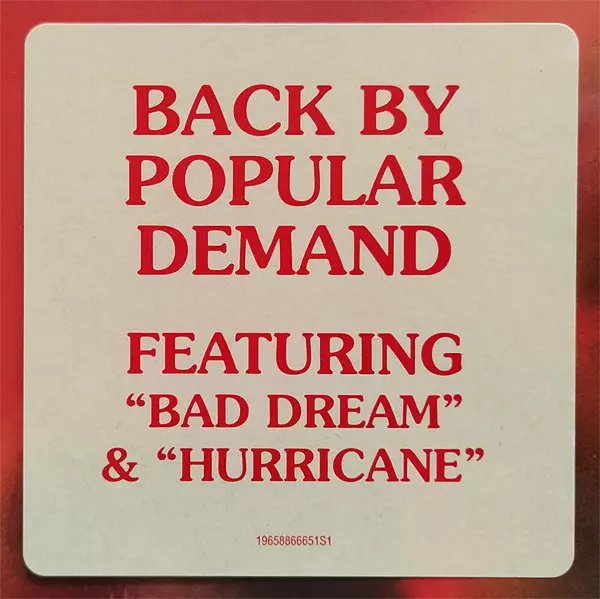 BACK BY
POPULAR
DEMAND
FEATURING
“BAD DREAM”
& “HURRICANE”
19658866651S1